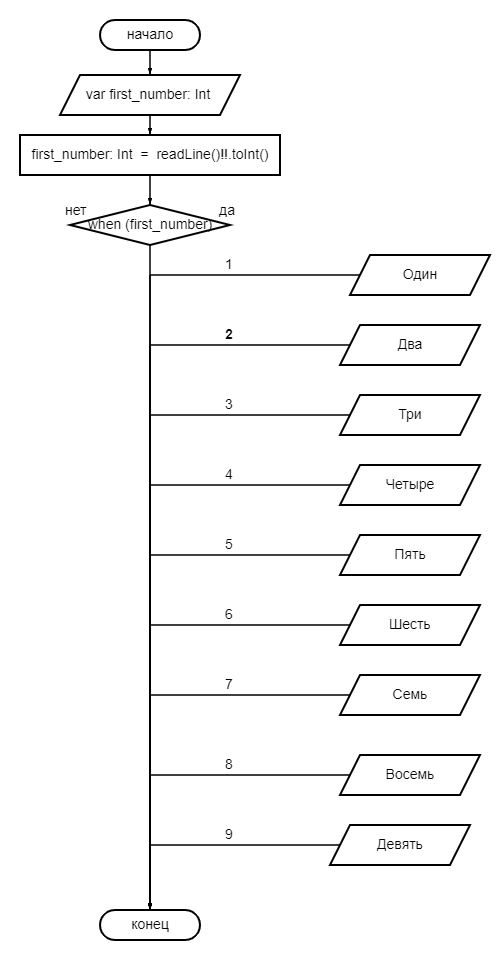 начало
var first_number: Int
first_number: Int = readLine()!!.toInt()
нет
да
when (first_number)
1
Один
2
Два
3
Три
4
Четыре
5
Пять
6
Шесть
7
Семь
8
Восемь
9
Девять
конец